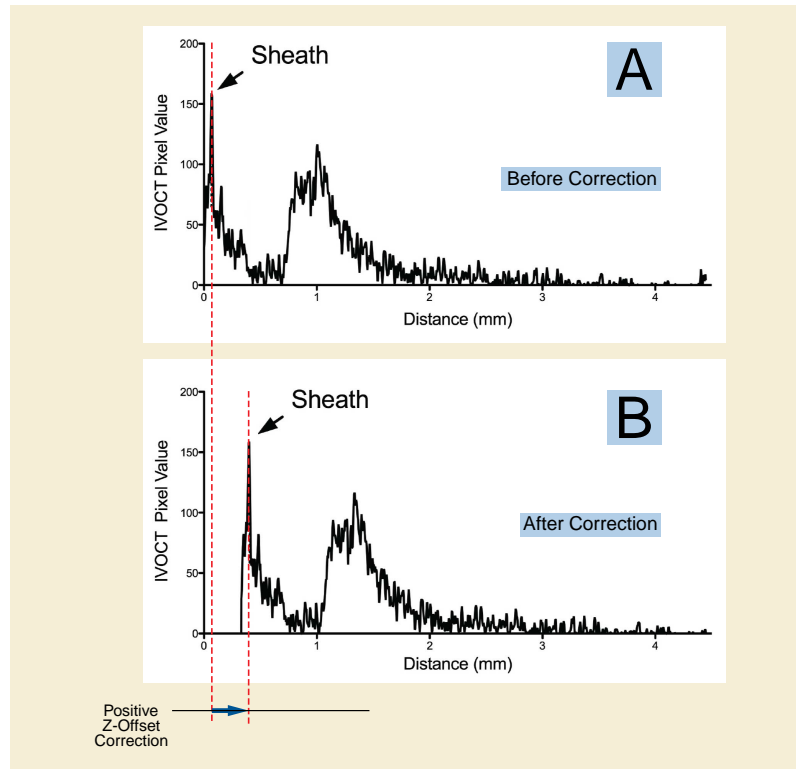 A
Sheath
Before Correction
IVOCT Pixel Value
200
150
100
50
0
0 1 2 3 4
Distance (mm)
B
Sheath
After Correction
IVOCT Pixel Value
200
150
100
50
0
0 1 2 3 4
Distance (mm)
Positive
Z-Offset
Correction